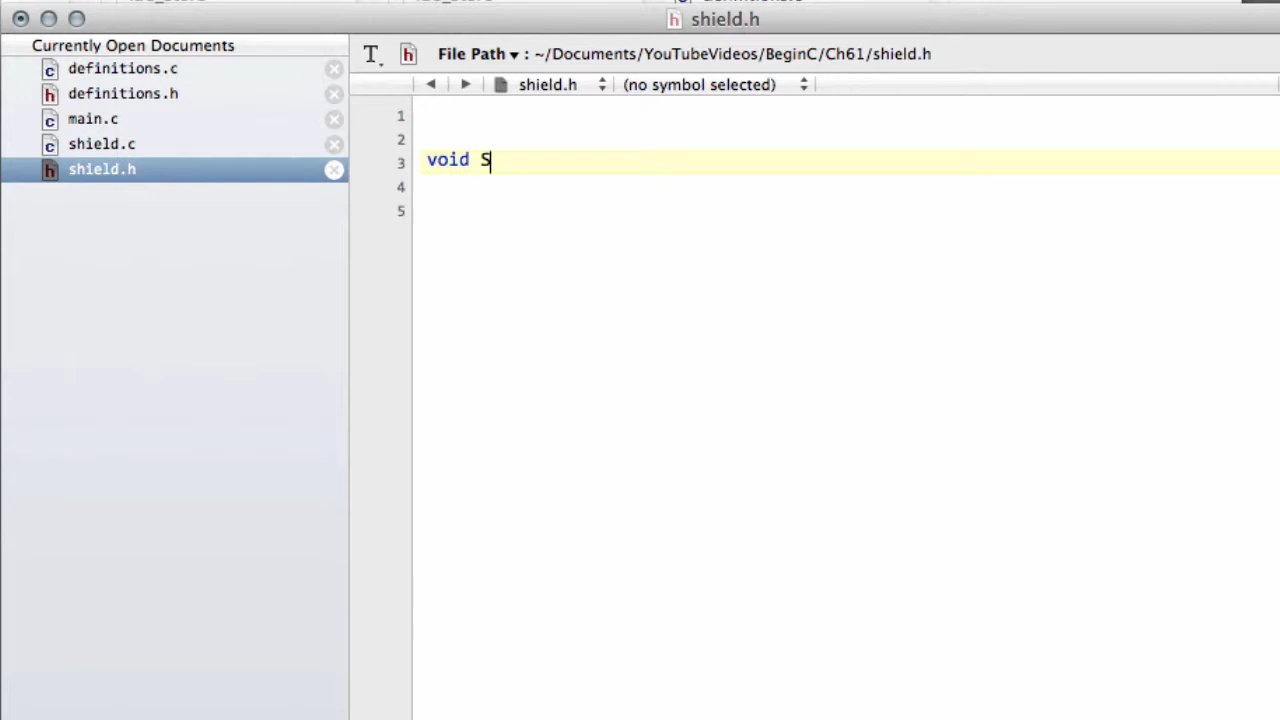 shield.h
Currently Open Documents
File Path ▾ : ~/Documents/YouTubeVideos/BeginC/Ch61/shield.h
definitions.c
definitions.h
main.c
shield.c
shield.h
shield.h
(no symbol selected)
1
2
3 void S
4
5